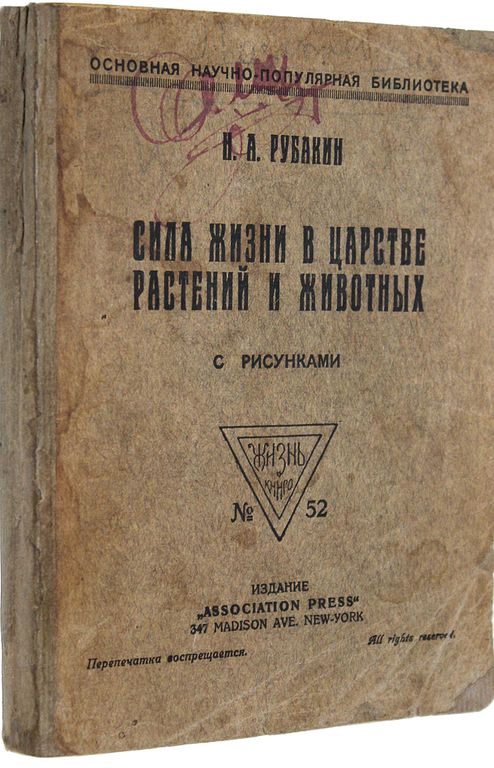 ОСНОВНАЯ НАУЧНО-ПОПУЛЯРНАЯ БИБЛИОТЕКА
Н. А. РУБАКИН
СИЛА ЖИЗНИ В ЦАРСТВЕ
РАСТЕНИЙ И ЖИВОТНЫХ
С РИСУНКАМИ
ЖИЗНЬ
№ 52
ИЗДАНИЕ
„ASSOCIATION PRESS“
347 MADISON AVE. NEW-YORK
Перепечатка воспрещается.
All rights reserved.